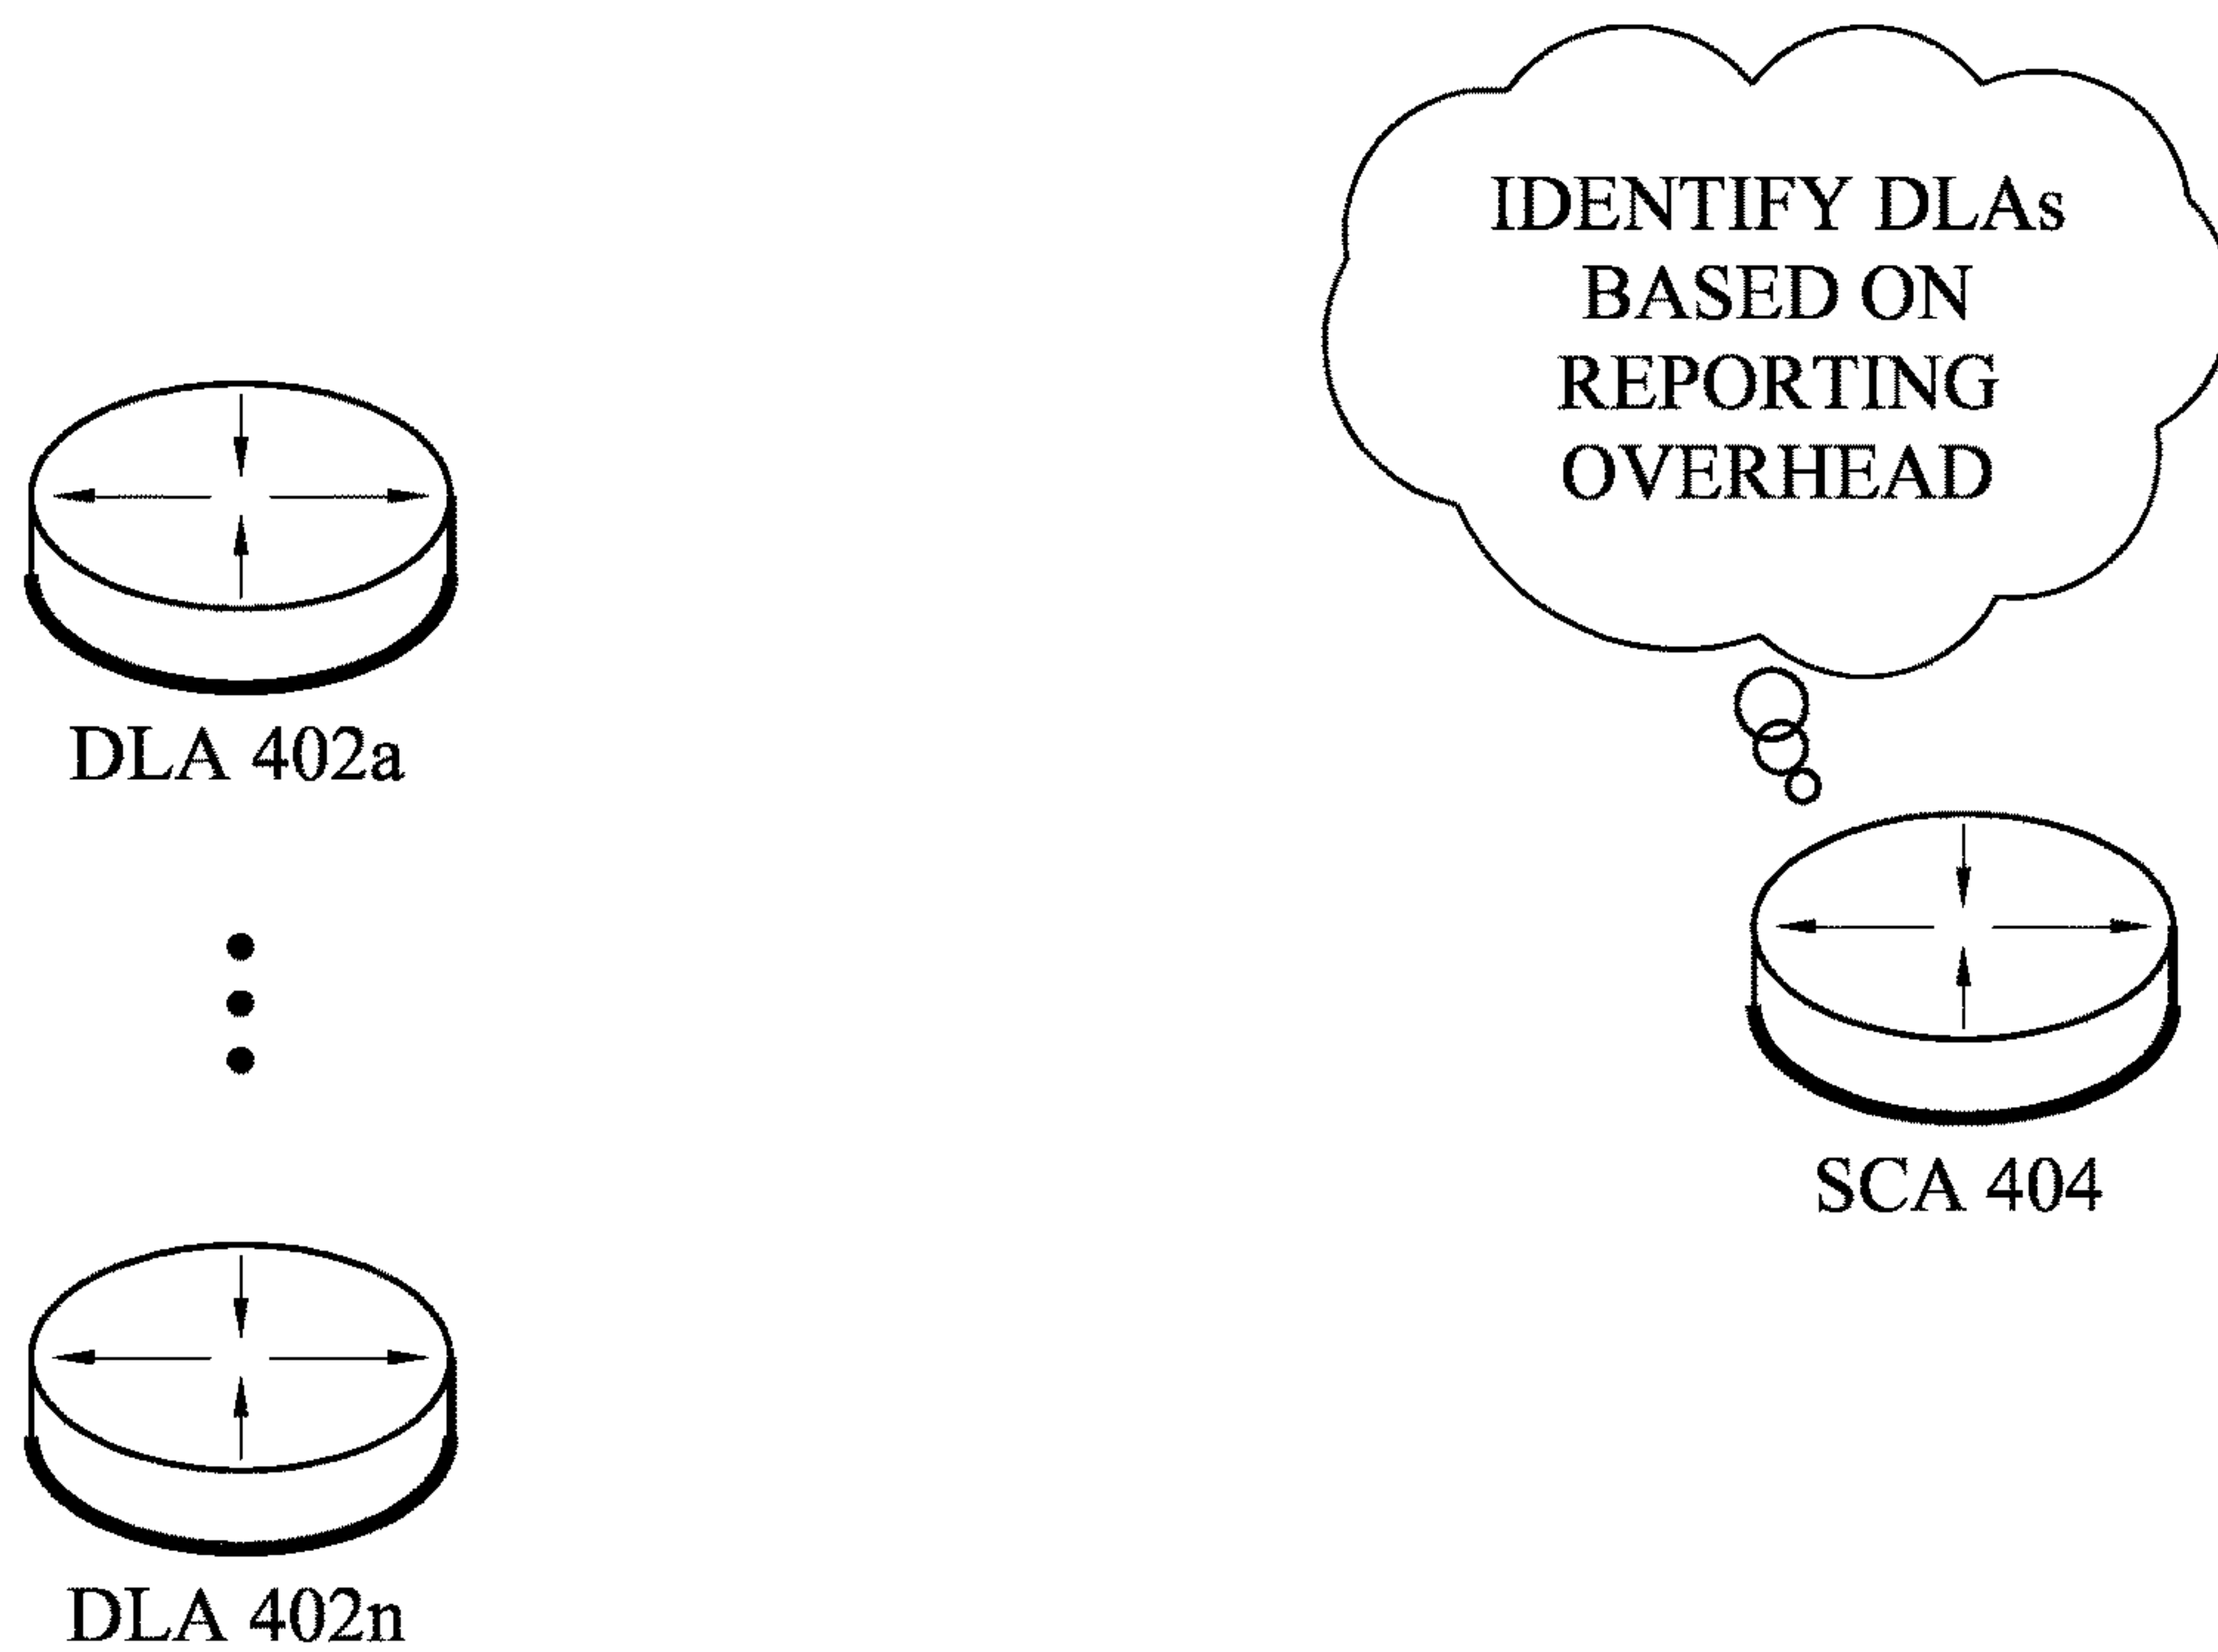 IDENTIFY DLAs
BASED ON
REPORTING
OVERHEAD
DLA 402a
SCA 404
DLA 402n